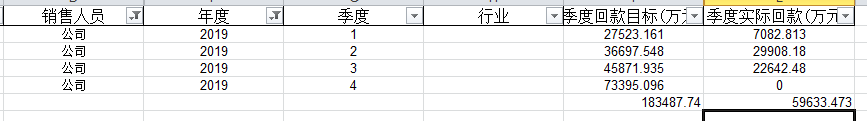 销售人员 年度 季度 行业 季度回款目标(万元 季度实际回款(万元
公司 2019 1 27523.161 7082.813
公司 2019 2 36697.548 29908.18
公司 2019 3 45871.935 22642.48
公司 2019 4 73395.096 0
183487.74 59633.473